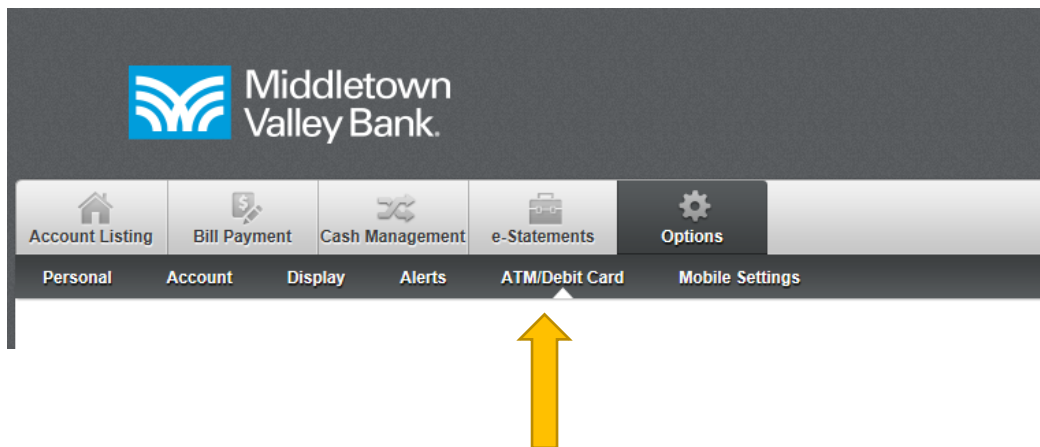 Middletown
Valley Bank.
Account Listing Bill Payment Cash Management e-Statements Options
Personal Account Display Alerts ATM/Debit Card Mobile Settings